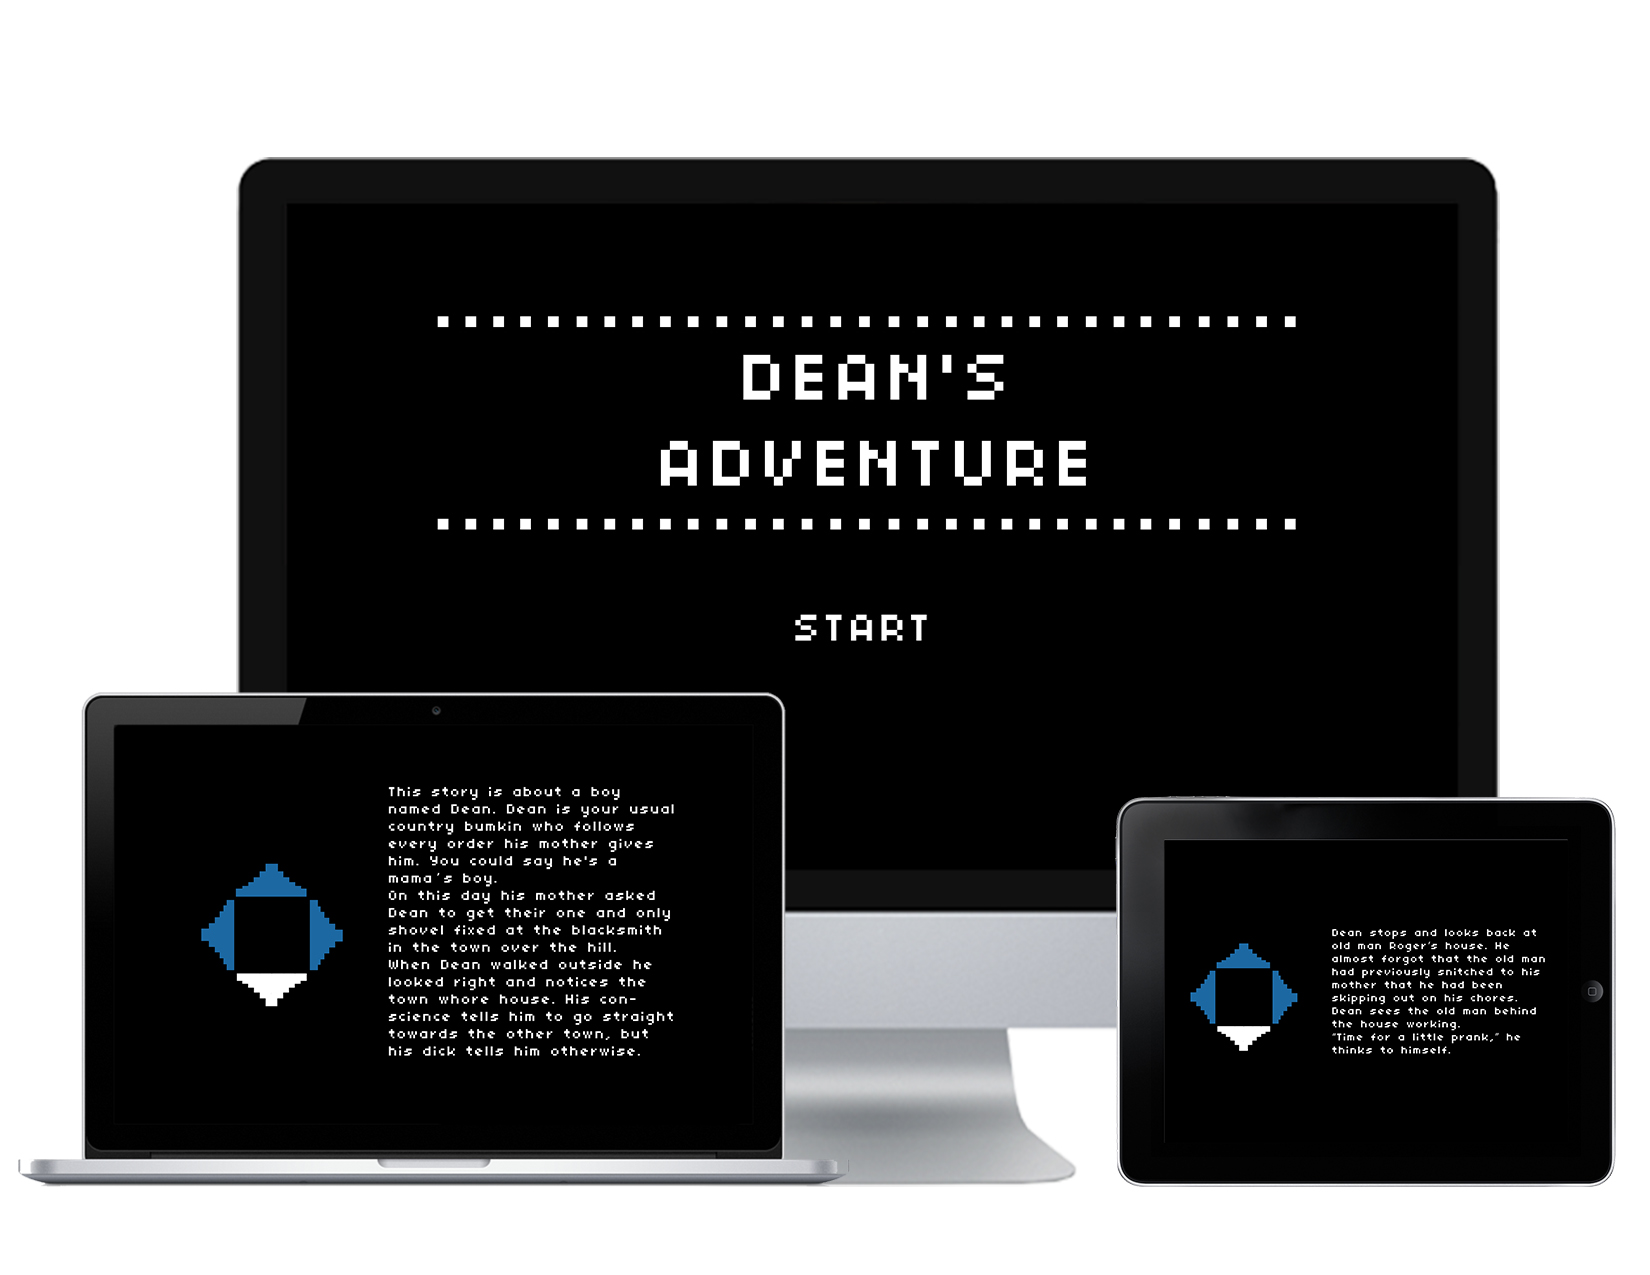 DEAN'S
ADVENTURE
START
This story is about a boy
named Dean. Dean is your usual
country bumkin who follows
every order his mother gives
him. You could say he's a
mama's boy.
On this day his mother asked
Dean to get their one and only
shovel fixed at the blacksmith
in the town over the hill.
When Dean walked outside he
looked right and notices the
town whore house. His con-
science tells him to go straight
towards the other town, but
his dick tells him otherwise.
Dean stops and looks back at
old man Roger's house. He
almost forgot that the old man
had previously snitched to his
mother that he had been
skipping out on his chores.
Dean sees the old man behind
the house working.
"Time for a little prank," he
thinks to himself.